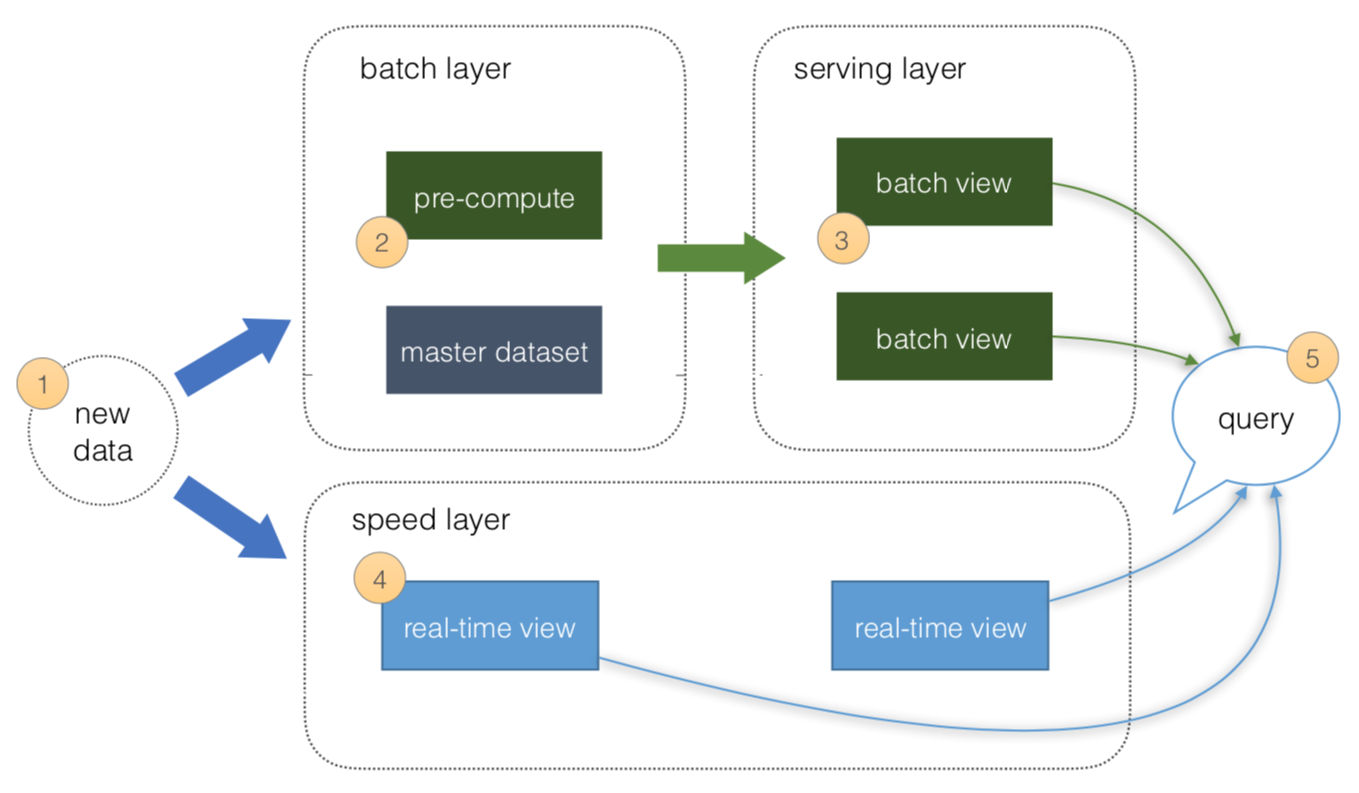 batch layer
serving layer
pre-compute
batch view
2
3
master dataset
batch view
1
new
data
5
query
speed layer
4
real-time view
real-time view